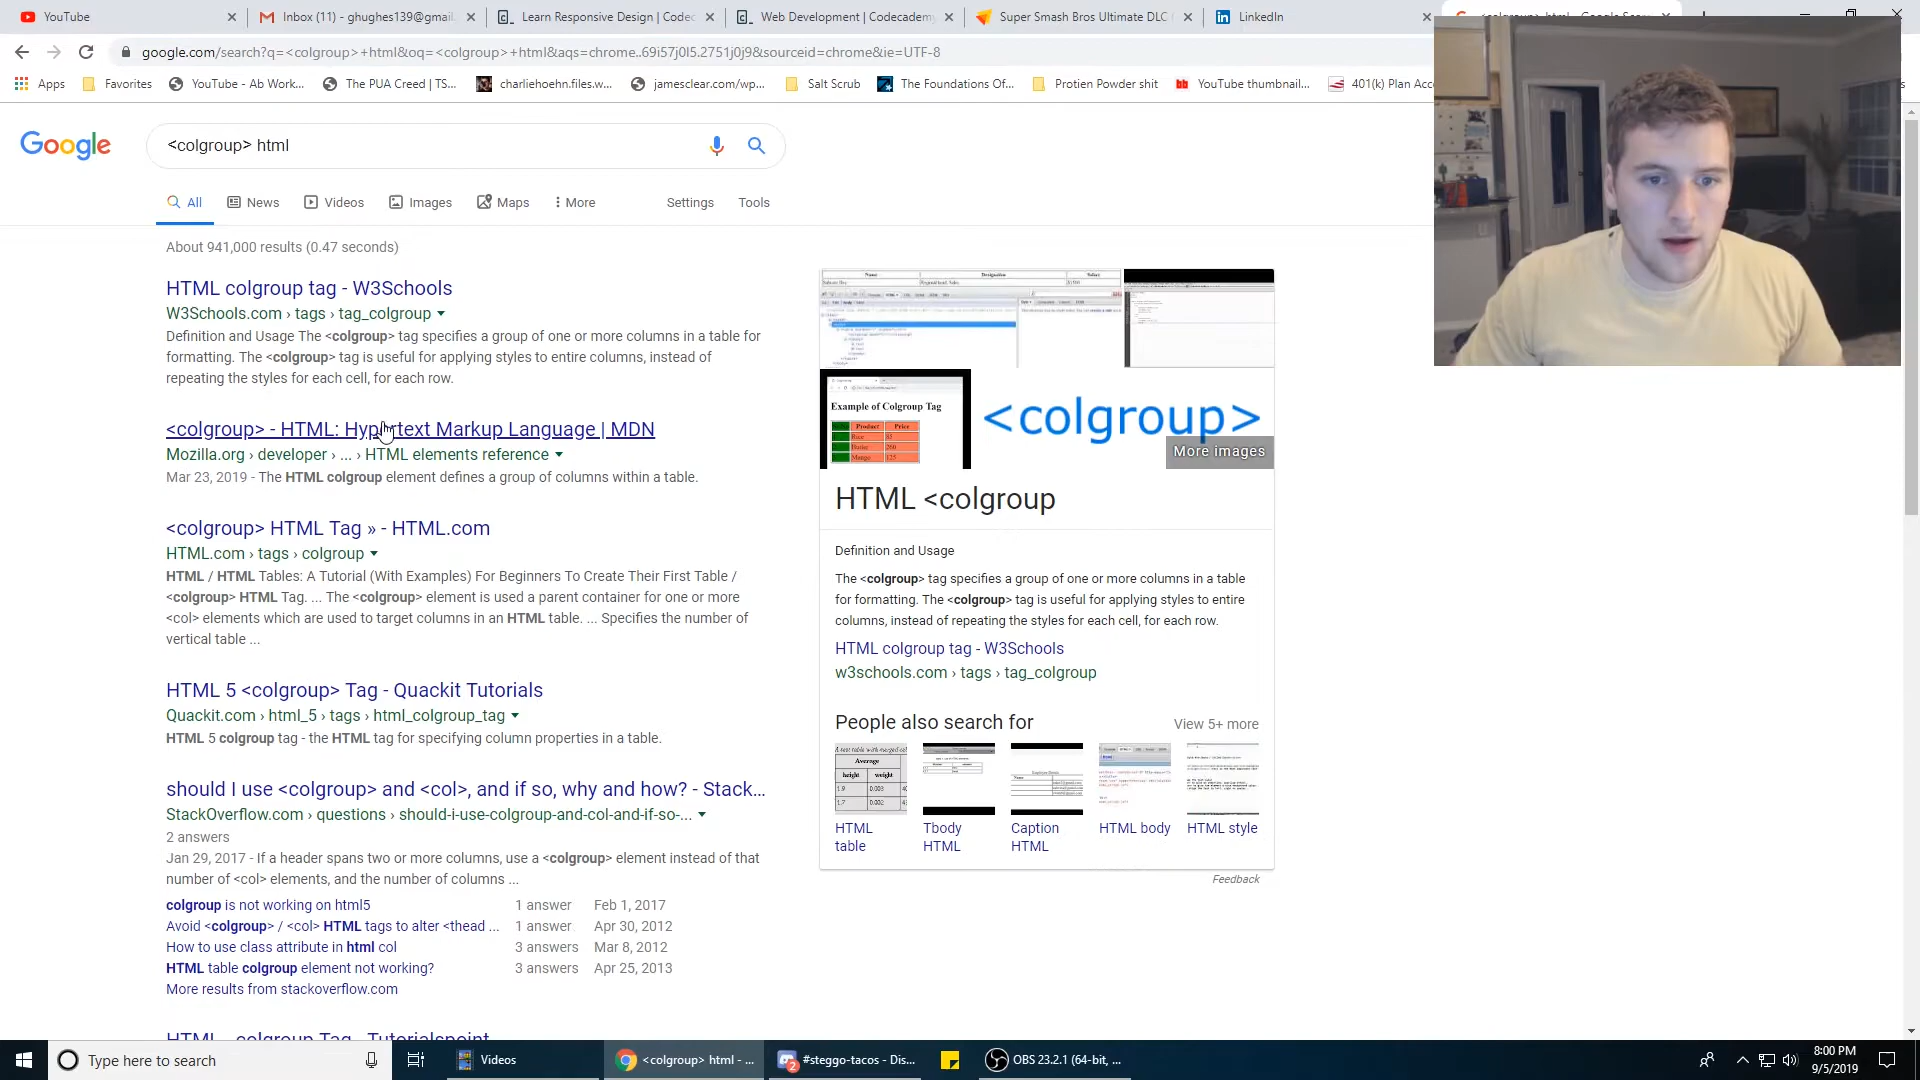 YouTube
Inbox (11) - ghughes139@gmail.
Learn Responsive Design | Codec
Web Development | Codecademy
Super Smash Bros Ultimate DLC (
LinkedIn
google.com/search?q=<colgroup>+html&oq=<colgroup>+html&aqs=chrome..69i57j0l5.2751j0j9&sourceid=chrome&ie=UTF-8
Apps
Favorites
YouTube - Ab Work...
The PUA Creed | TS...
charliehoehn.files.w...
jamesclear.com/wp...
Salt Scrub
The Foundations Of...
Protien Powder shit
YouTube thumbnail...
401(k) Plan Acc
Google
<colgroup> html
All
News
Videos
Images
Maps
More
Settings
Tools
About 941,000 results (0.47 seconds)
HTML colgroup tag - W3Schools
W3Schools.com › tags › tag_colgroup
Definition and Usage The <colgroup> tag specifies a group of one or more columns in a table for
formatting. The <colgroup> tag is useful for applying styles to entire columns, instead of
repeating the styles for each cell, for each row.
<colgroup> - HTML: Hypertext Markup Language | MDN
Mozilla.org › developer › ... › HTML elements reference
Mar 23, 2019 - The HTML colgroup element defines a group of columns within a table.
<colgroup> HTML Tag » - HTML.com
HTML.com › tags › colgroup
HTML / HTML Tables: A Tutorial (With Examples) For Beginners To Create Their First Table /
<colgroup> HTML Tag. ... The <colgroup> element is used a parent container for one or more
<col> elements which are used to target columns in an HTML table. ... Specifies the number of
vertical table ...
HTML 5 <colgroup> Tag - Quackit Tutorials
Quackit.com › html_5 › tags › html_colgroup_tag
HTML 5 colgroup tag - the HTML tag for specifying column properties in a table.
should I use <colgroup> and <col>, and if so, why and how? - Stack...
StackOverflow.com › questions › should-i-use-colgroup-and-col-and-if-so-...
2 answers
Jan 29, 2017 - If a header spans two or more columns, use a <colgroup> element instead of that
number of <col> elements, and the number of columns ...
colgroup is not working on html5 1 answer Feb 1, 2017
Avoid <colgroup> / <col> HTML tags to alter <thead ... 1 answer Apr 30, 2012
How to use class attribute in html col 3 answers Mar 8, 2012
HTML table colgroup element not working? 3 answers Apr 25, 2013
More results from stackoverflow.com
HTML - colgroup Tag - Tutorialspoint
Example of Colgroup Tag
Product Price
<colgroup>
More images
HTML <colgroup
Definition and Usage
The <colgroup> tag specifies a group of one or more columns in a table
for formatting. The <colgroup> tag is useful for applying styles to entire
columns, instead of repeating the styles for each cell, for each row.
HTML colgroup tag - W3Schools
w3schools.com › tags › tag_colgroup
People also search for
View 5+ more
Average
height weight
HTML
table
Tbody
HTML
Caption
HTML
HTML body
HTML style
Feedback
Type here to search
Videos
<colgroup> html - ...
2
#steggo-tacos - Dis...
OBS 23.2.1 (64-bit, ...
8:00 PM
9/5/2019